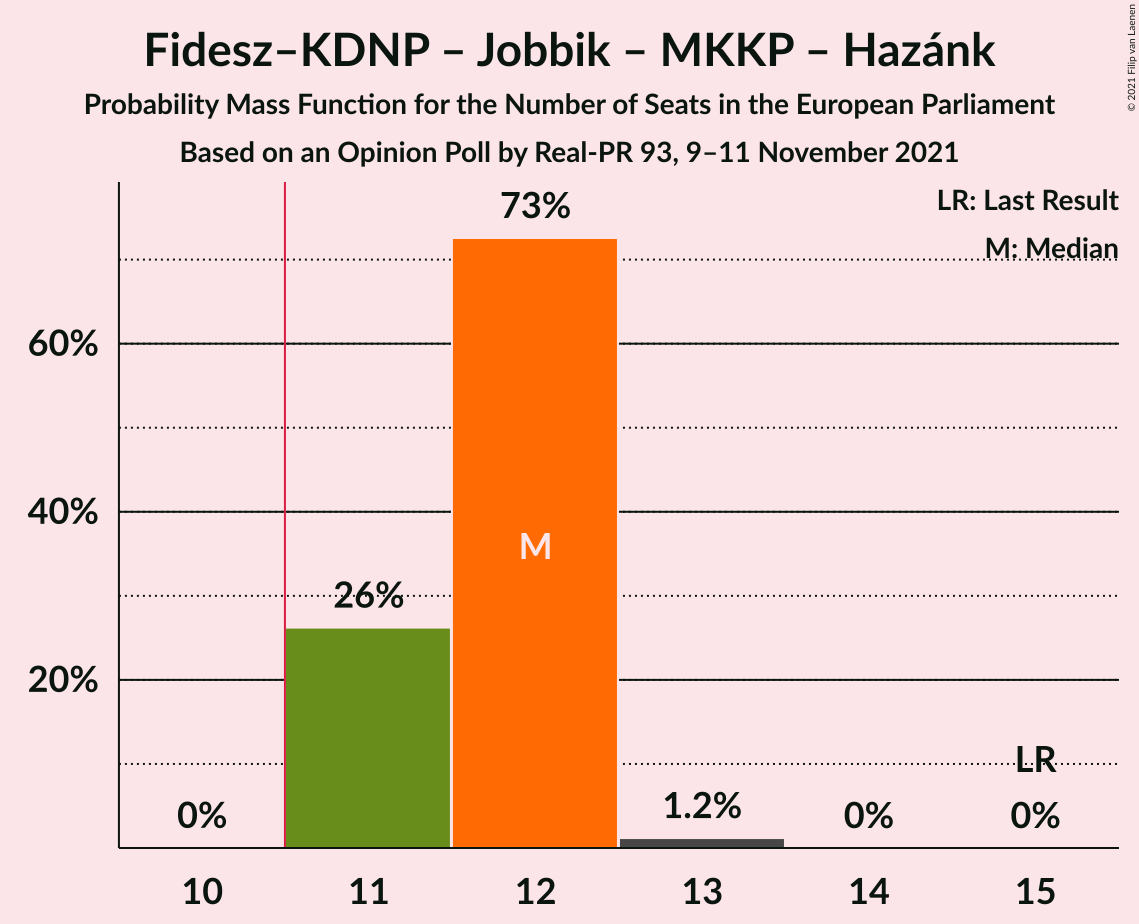 Fidesz–KDNP – Jobbik – MKKP – Hazánk
Probability Mass Function for the Number of Seats in the European Parliament
Based on an Opinion Poll by Real-PR 93, 9–11 November 2021
© 2021 Filip van Laenen
LR: Last Result
M: Median
73%
60%
40%
M
26%
20%
LR
0%
1.2%
0%
0%
10
11
12
13
14
15